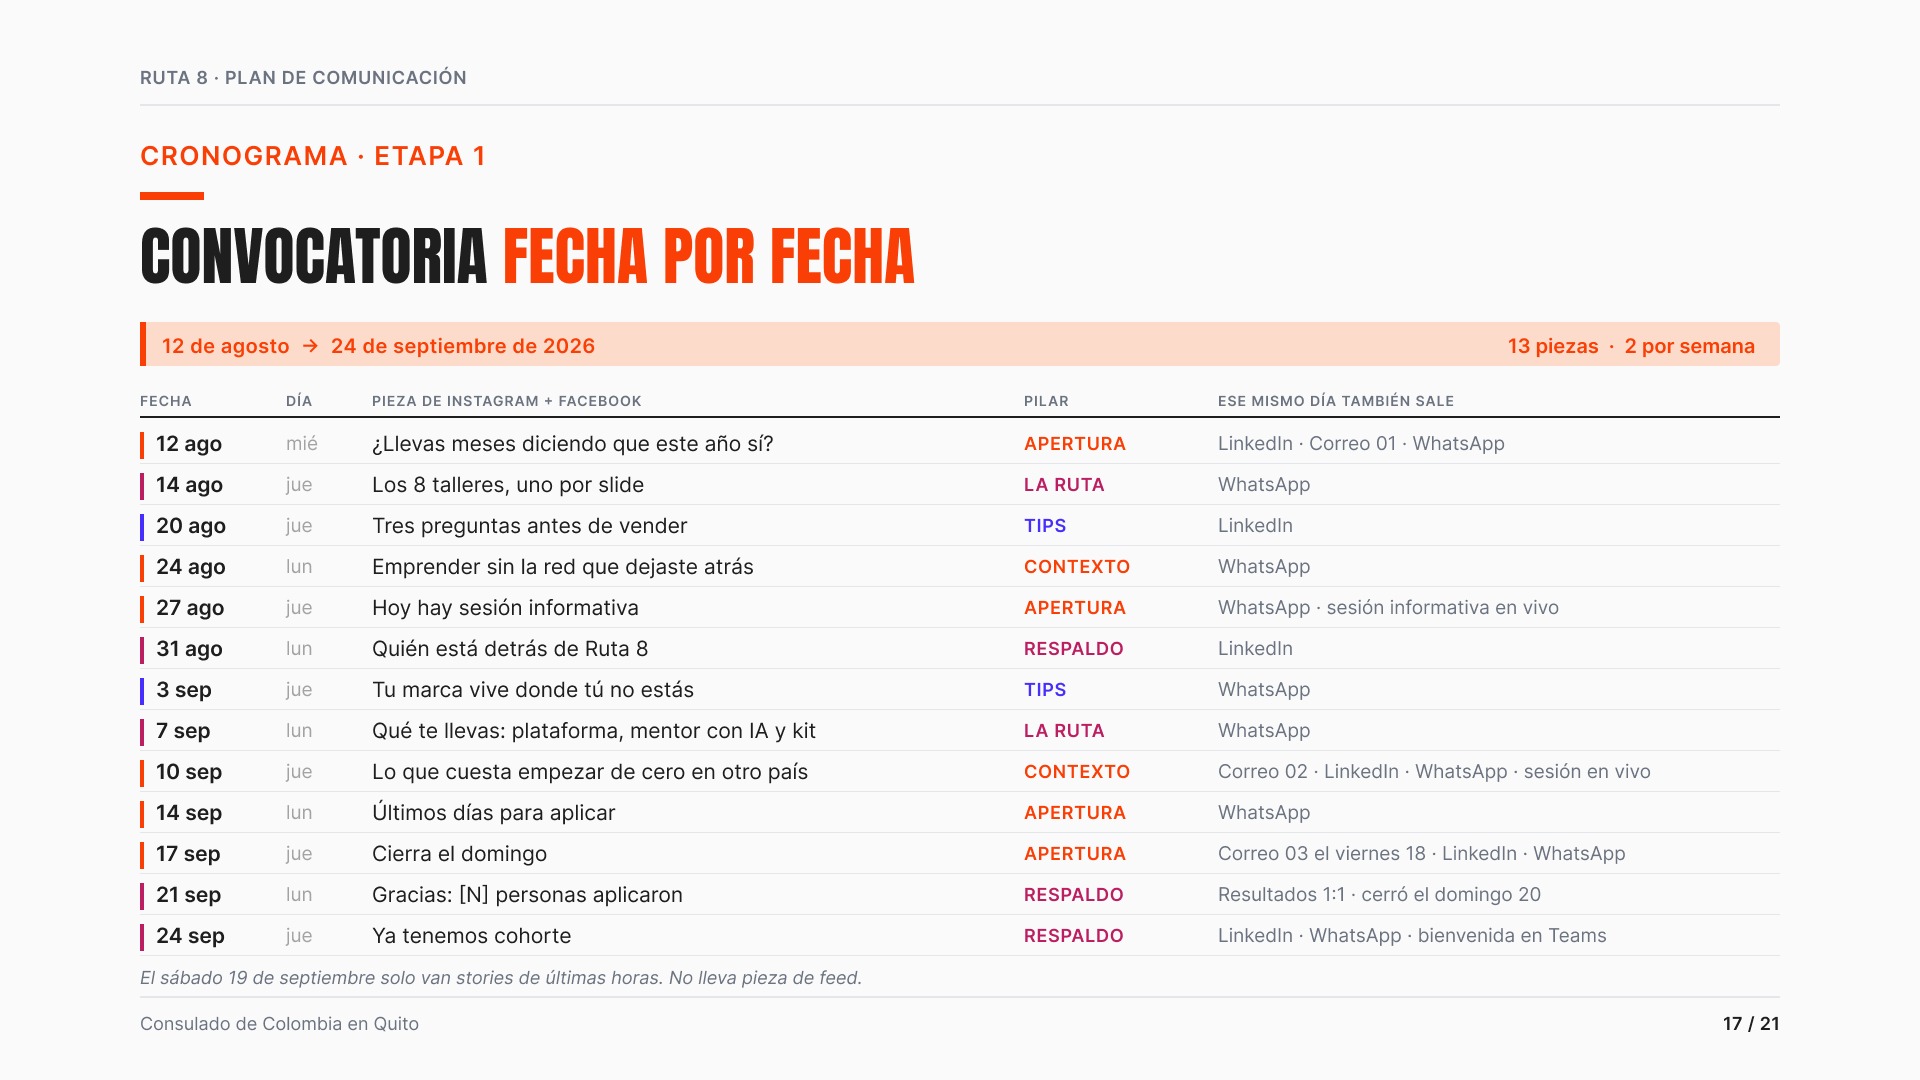 RUTA 8 · PLAN DE COMUNICACIÓN
CRONOGRAMA · ETAPA 1
CONVOCATORIA FECHA POR FECHA
12 de agosto → 24 de septiembre de 2026 13 piezas · 2 por semana
FECHA DÍA PIEZA DE INSTAGRAM + FACEBOOK PILAR ESE MISMO DÍA TAMBIÉN SALE
12 ago mié ¿Llevas meses diciendo que este año sí? APERTURA LinkedIn · Correo 01 · WhatsApp
14 ago jue Los 8 talleres, uno por slide LA RUTA WhatsApp
20 ago jue Tres preguntas antes de vender TIPS LinkedIn
24 ago lun Emprender sin la red que dejaste atrás CONTEXTO WhatsApp
27 ago jue Hoy hay sesión informativa APERTURA WhatsApp · sesión informativa en vivo
31 ago lun Quién está detrás de Ruta 8 RESPALDO LinkedIn
3 sep jue Tu marca vive donde tú no estás TIPS WhatsApp
7 sep lun Qué te llevas: plataforma, mentor con IA y kit LA RUTA WhatsApp
10 sep jue Lo que cuesta empezar de cero en otro país CONTEXTO Correo 02 · LinkedIn · WhatsApp · sesión en vivo
14 sep lun Últimos días para aplicar APERTURA WhatsApp
17 sep jue Cierra el domingo APERTURA Correo 03 el viernes 18 · LinkedIn · WhatsApp
21 sep lun Gracias: [N] personas aplicaron RESPALDO Resultados 1:1 · cerró el domingo 20
24 sep jue Ya tenemos cohorte RESPALDO LinkedIn · WhatsApp · bienvenida en Teams
El sábado 19 de septiembre solo van stories de últimas horas. No lleva pieza de feed.
Consulado de Colombia en Quito 17 / 21